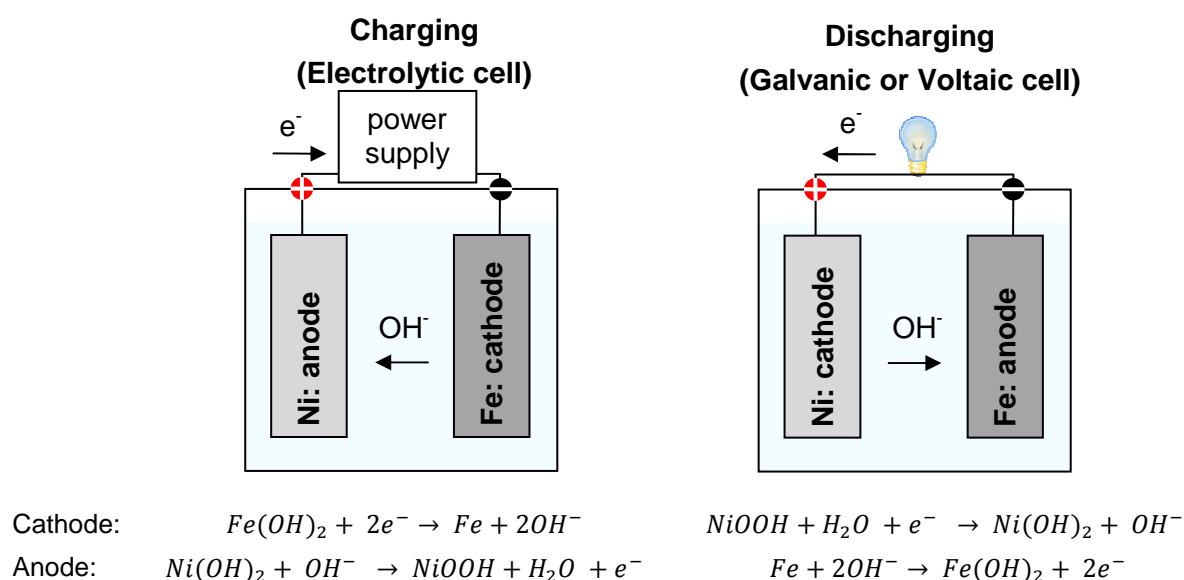 Charging
(Electrolytic cell)
Discharging
(Galvanic or Voltaic cell)
e⁻
power
supply
e⁻
+
−
+
−
Ni: anode
OH⁻
Fe: cathode
Ni: cathode
OH⁻
Fe: anode
Cathode: Fe(OH)₂ + 2e⁻ → Fe + 2OH⁻ NiOOH + H₂O + e⁻ → Ni(OH)₂ + OH⁻
Anode: Ni(OH)₂ + OH⁻ → NiOOH + H₂O + e⁻ Fe + 2OH⁻ → Fe(OH)₂ + 2e⁻